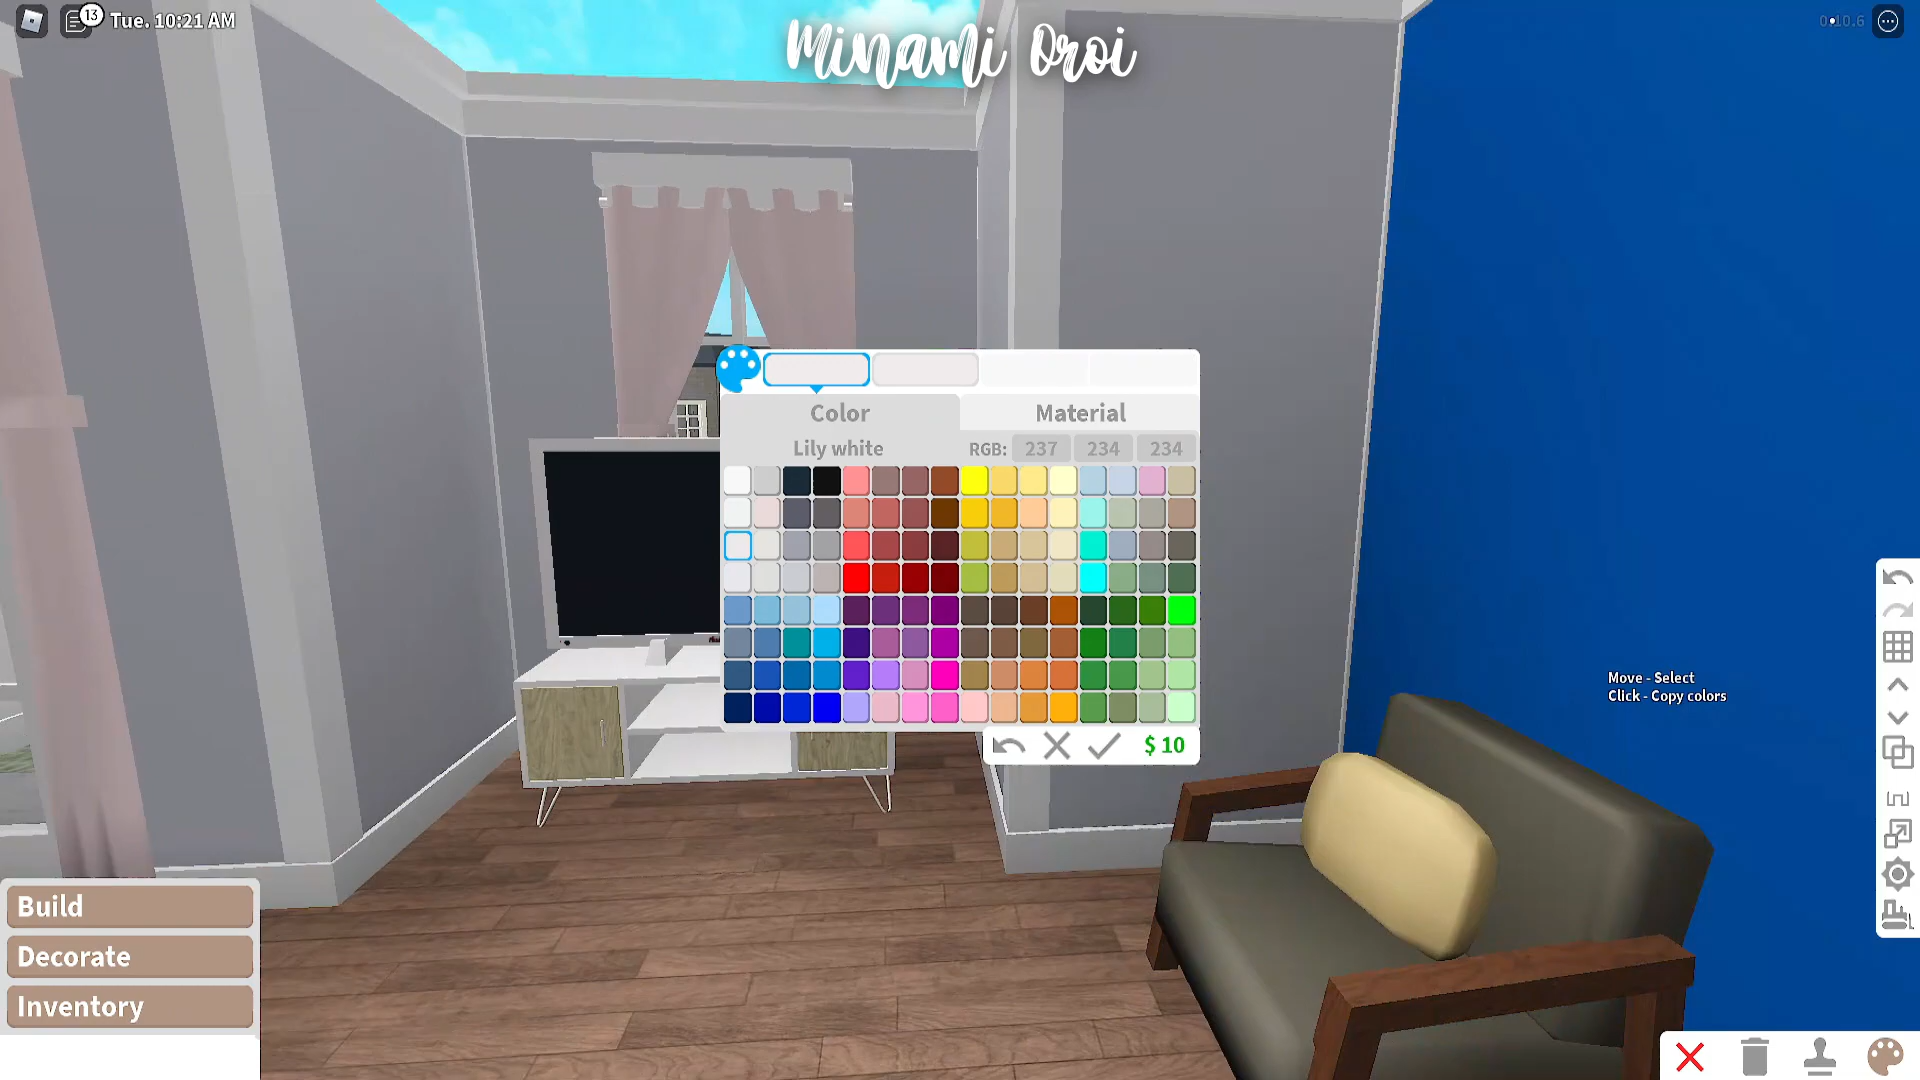 13
Tue. 10:21 AM
Minami Oroi
Color
Material
Lily white
RGB: 237 234 234
$ 10
Move - Select
Click - Copy colors
Build
Decorate
Inventory